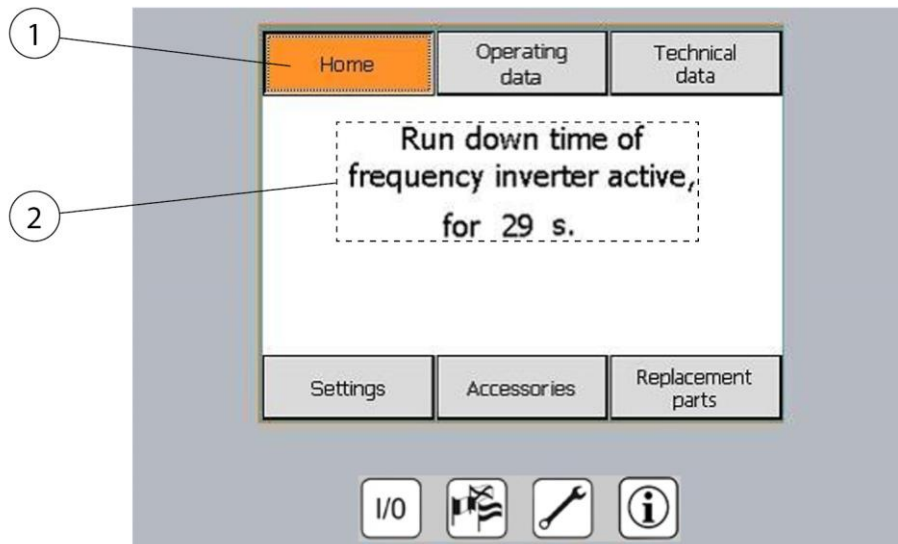 1
Home
Operating
data
Technical
data
Run down time of
frequency inverter active,
for 29 s.
2
Settings
Accessories
Replacement
parts
I/0
i